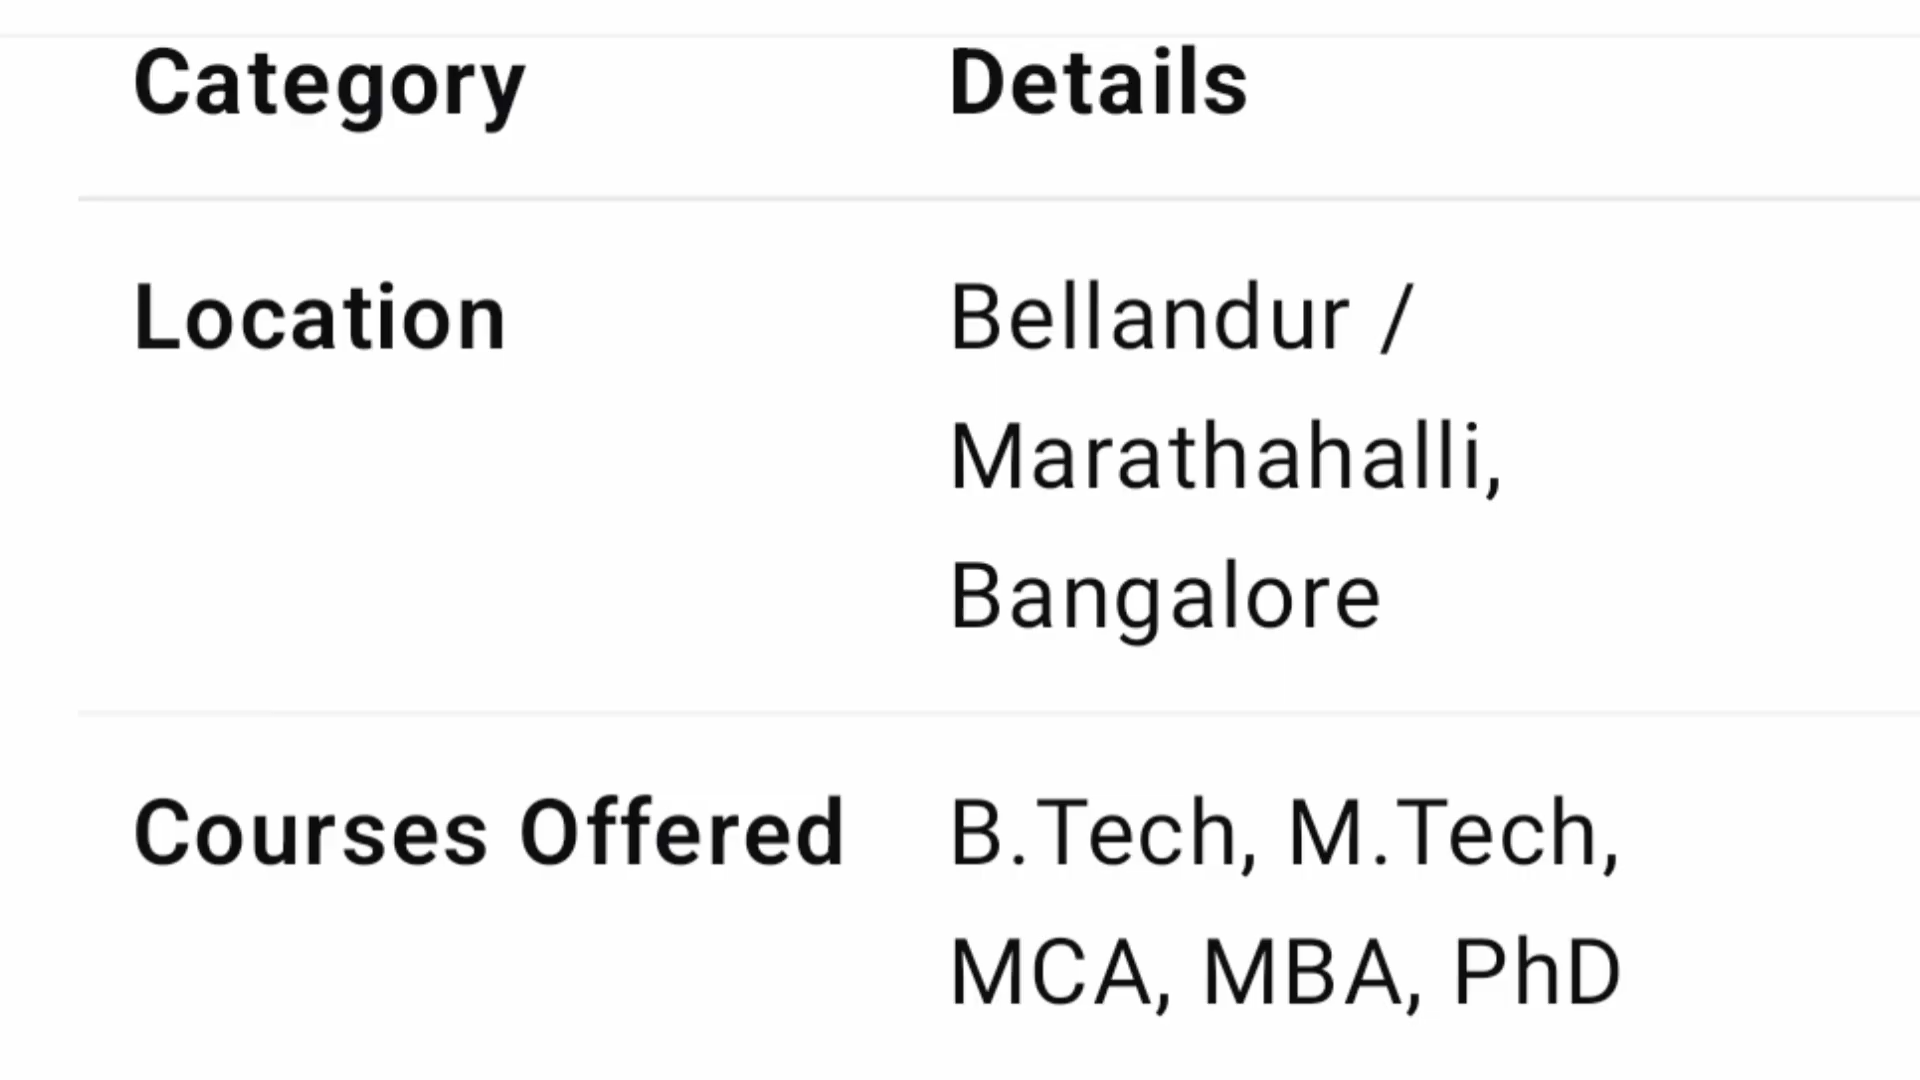 Category Details
Location Bellandur /
Marathahalli,
Bangalore
Courses Offered B.Tech, M.Tech,
MCA, MBA, PhD